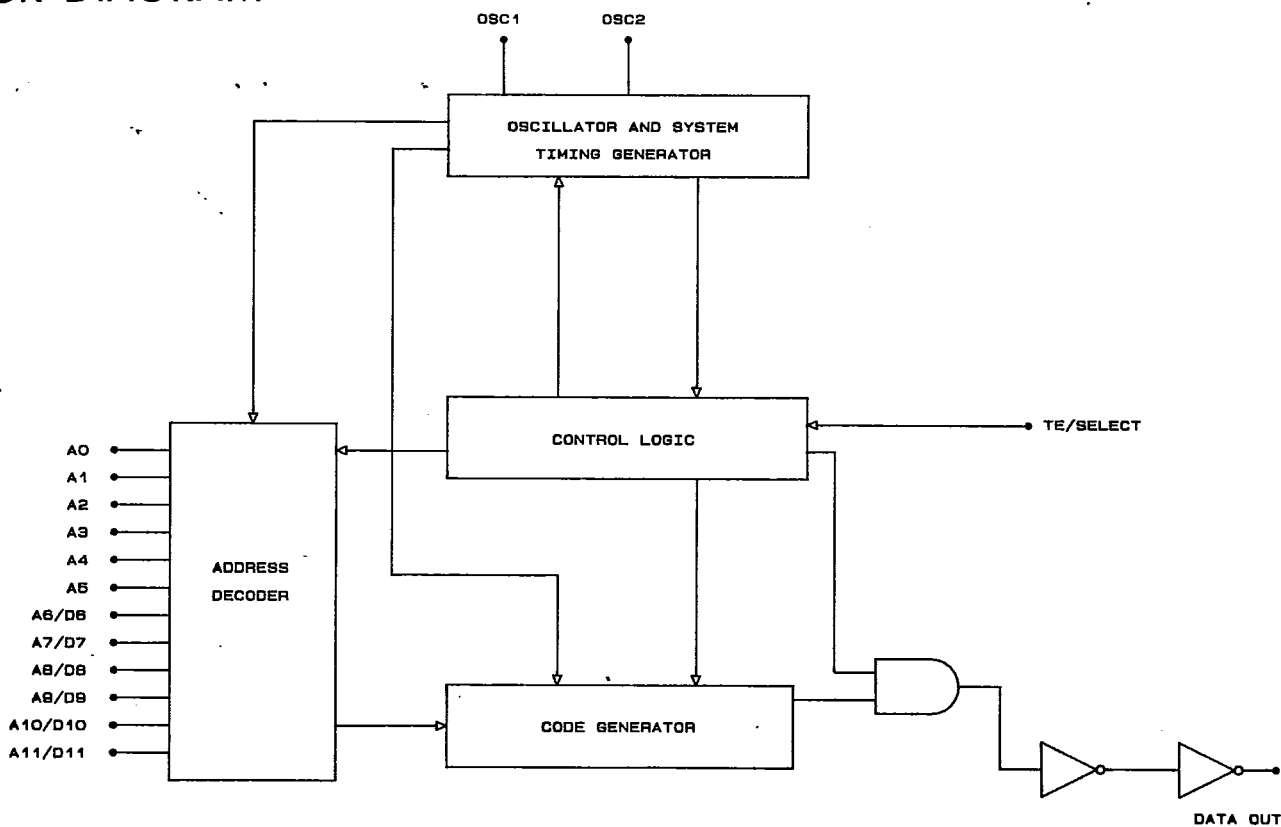 OSC1 OSC2
OSCILLATOR AND SYSTEM
TIMING GENERATOR
CONTROL LOGIC
TE/SELECT
A0
A1
A2
A3
A4
A5
A6/D6
A7/D7
A8/D8
A9/D9
A10/D10
A11/D11
ADDRESS
DECODER
CODE GENERATOR
DATA OUT